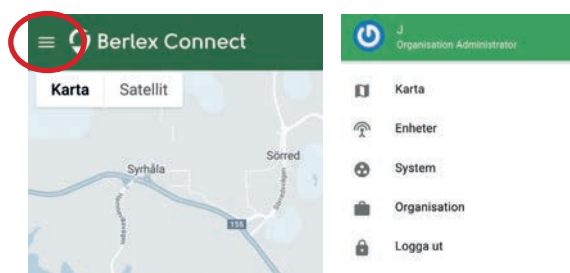 Berlex Connect
Karta Satellit
Sörred
Syrhåla
155
J
Organisation Administrator
Karta
Enheter
System
Organisation
Logga ut